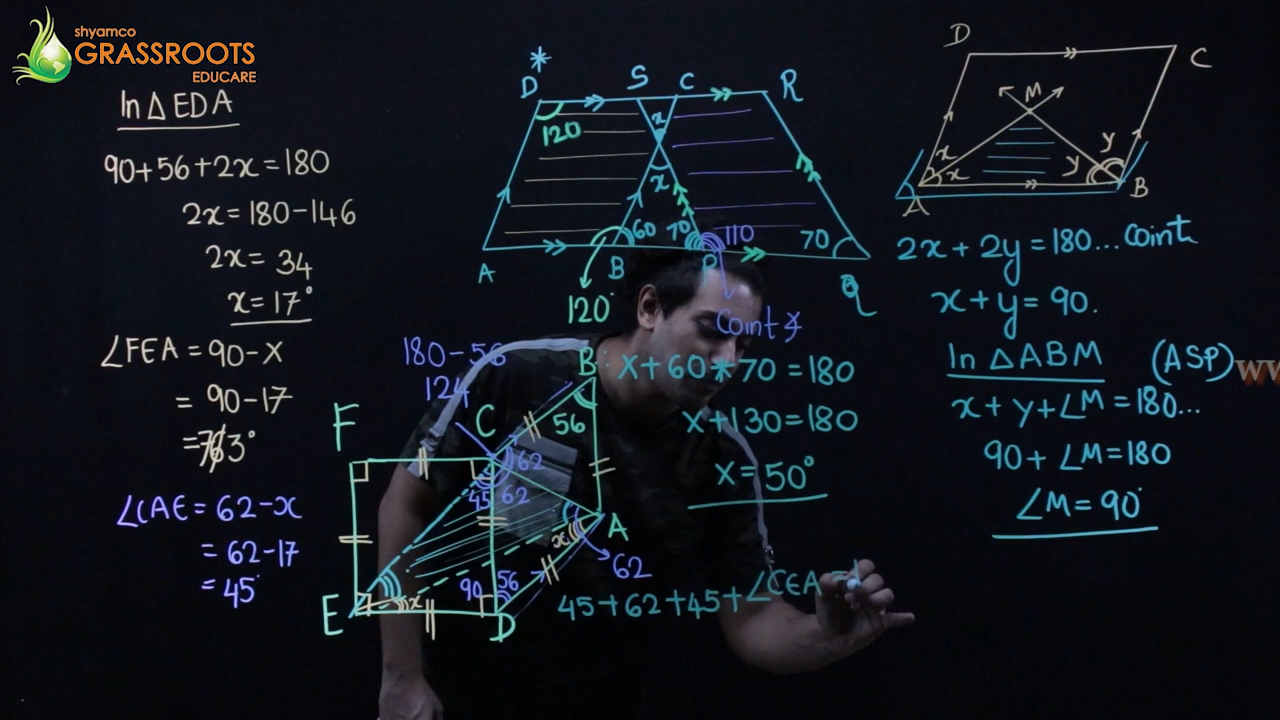 shyamco
GRASSROOTS
EDUCARE
In △ EDA
90+56+2x=180
2x=180-146
2x=34
x=17°
∠FEA=90-x
=90-17
∠CAE=62-x
=62-17
=45°
D * S C R
120
x
x
60 70 110 70
A B P Q
120°
Coint ∡
180-56
124
x+60+70=180
x+130=180
x=50°
F C B
56
62
45 62
A
x
62
90 56
E x D
45+62+45+∠CEA=
D C
M
x y
x y
A B
2x+2y=180...Coint
x+y=90.
In △ ABM (ASP)
x+y+∠M=180...
90+∠M=180
∠M=90°